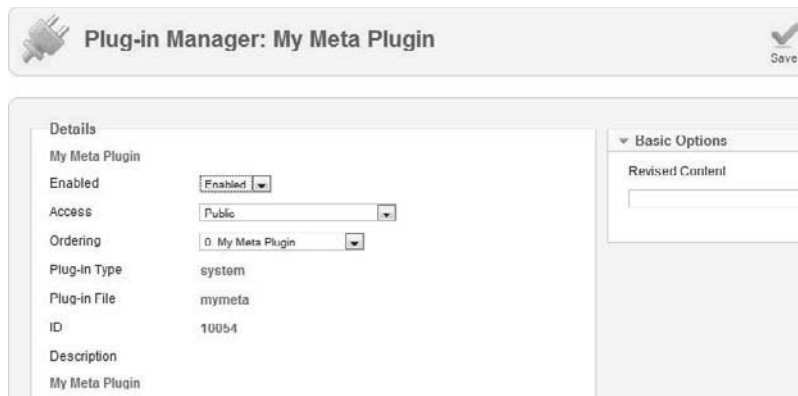 Plug-in Manager: My Meta Plugin
Save
Details
My Meta Plugin
Enabled Enabled
Access Public
Ordering 0 My Meta Plugin
Plug-in Type system
Plug-in File mymeta
ID 10054
Description
My Meta Plugin
Basic Options
Revised Content